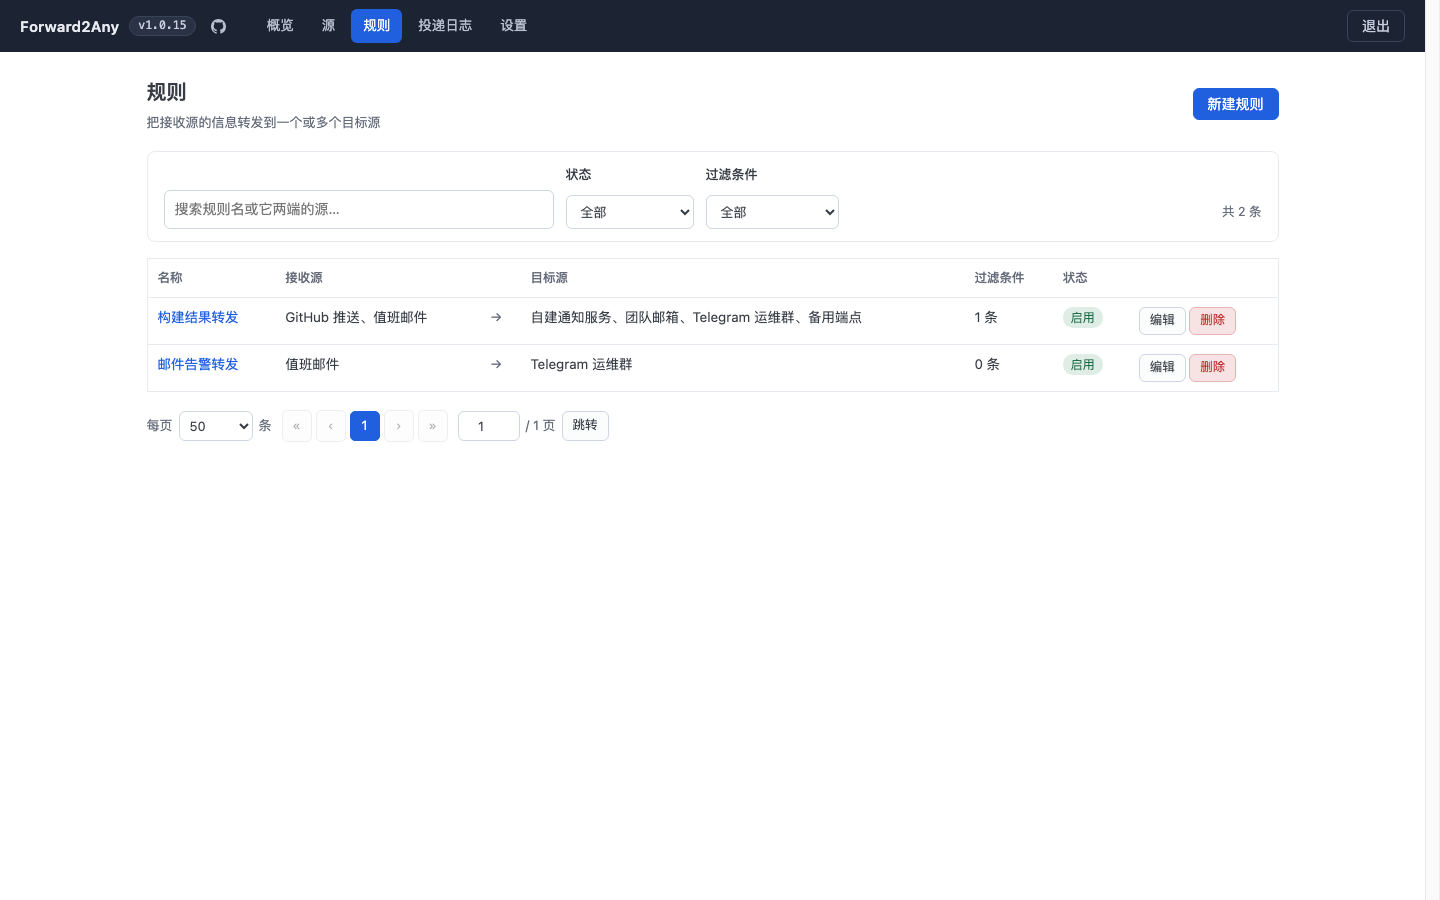 Forward2Any v1.0.15 概览 源 规则 投递日志 设置 退出
规则
把接收源的信息转发到一个或多个目标源
新建规则
状态 过滤条件
搜索规则名或它两端的源... 全部 全部 共 2 条
名称 接收源 目标源 过滤条件 状态
构建结果转发 GitHub 推送、值班邮件 → 自建通知服务、团队邮箱、Telegram 运维群、备用端点 1 条 启用 编辑 删除
邮件告警转发 值班邮件 → Telegram 运维群 0 条 启用 编辑 删除
每页 50 条 « ‹ 1 › » 1 / 1 页 跳转